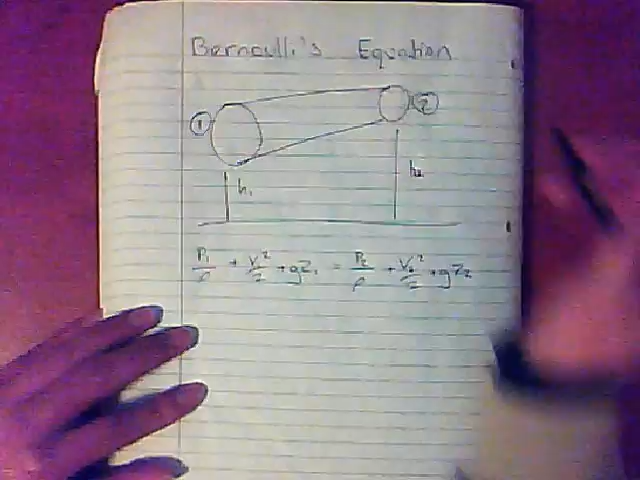 Bernoulli's Equation
① ②
h₁ h₂
P₁/ρ + V₁²/2 + gZ₁ = P₂/ρ + V₂²/2 + gZ₂